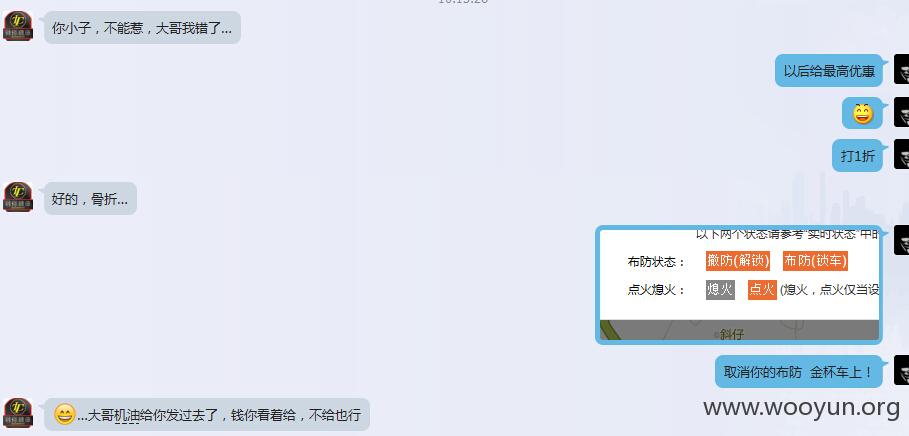 10:13:20
你小子，不能惹，大哥我错了...
以后给最高优惠
打1折
好的，骨折...
以下两个状态请参考"实时状态"中的
布防状态： 撤防(解锁) 布防(锁车)
点火熄火： 熄火 点火 (熄火，点火仅当设
斜仔
取消你的布防 金杯车上！
...大哥机油给你发过去了，钱你看着给，不给也行
www.wooyun.org